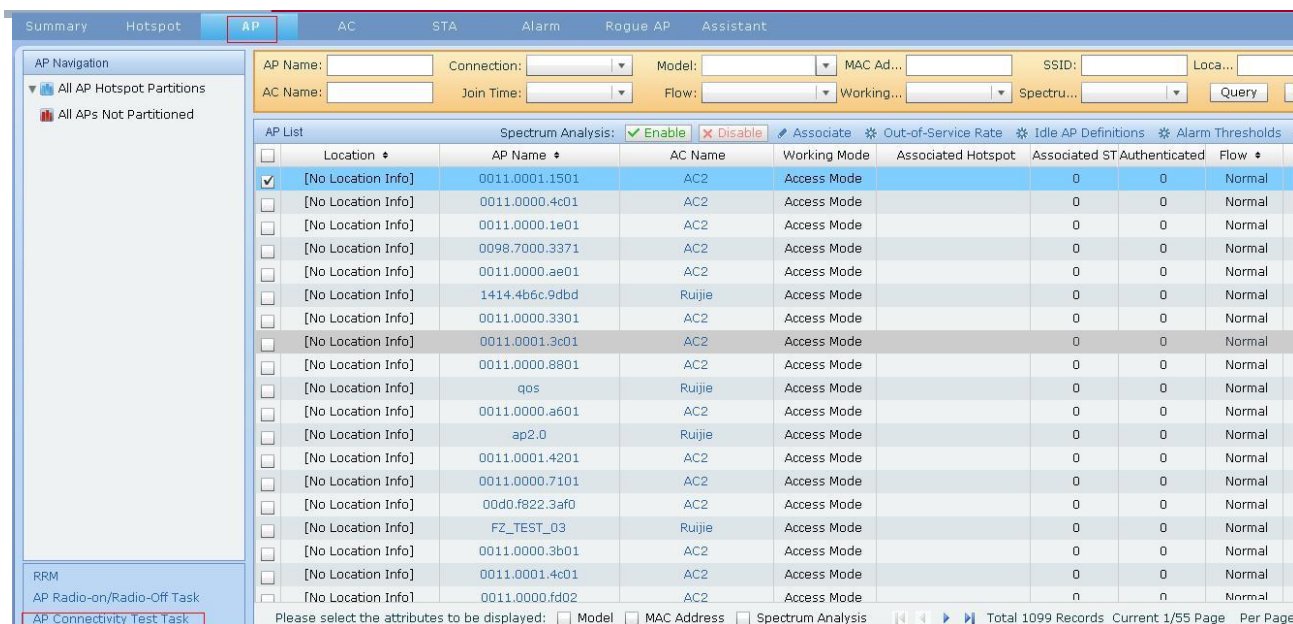 Summary Hotspot AP AC STA Alarm Rogue AP Assistant
AP Navigation
All AP Hotspot Partitions
All APs Not Partitioned
AP Name: Connection: Model: MAC Ad... SSID: Loca...
AC Name: Join Time: Flow: Working... Spectru... Query
AP List Spectrum Analysis: Enable Disable Associate Out-of-Service Rate Idle AP Definitions Alarm Thresholds
Location AP Name AC Name Working Mode Associated Hotspot Associated ST Authenticated Flow
[No Location Info] 0011.0001.1501 AC2 Access Mode 0 0 Normal
[No Location Info] 0011.0000.4c01 AC2 Access Mode 0 0 Normal
[No Location Info] 0011.0000.1e01 AC2 Access Mode 0 0 Normal
[No Location Info] 0098.7000.3371 AC2 Access Mode 0 0 Normal
[No Location Info] 0011.0000.ae01 AC2 Access Mode 0 0 Normal
[No Location Info] 1414.4b6c.9dbd Ruijie Access Mode 0 0 Normal
[No Location Info] 0011.0000.3301 AC2 Access Mode 0 0 Normal
[No Location Info] 0011.0001.3c01 AC2 Access Mode 0 0 Normal
[No Location Info] 0011.0000.8801 AC2 Access Mode 0 0 Normal
[No Location Info] qos Ruijie Access Mode 0 0 Normal
[No Location Info] 0011.0000.a601 AC2 Access Mode 0 0 Normal
[No Location Info] ap2.0 Ruijie Access Mode 0 0 Normal
[No Location Info] 0011.0001.4201 AC2 Access Mode 0 0 Normal
[No Location Info] 0011.0000.7101 AC2 Access Mode 0 0 Normal
[No Location Info] 00d0.f822.3af0 AC2 Access Mode 0 0 Normal
[No Location Info] FZ_TEST_03 Ruijie Access Mode 0 0 Normal
[No Location Info] 0011.0000.3b01 AC2 Access Mode 0 0 Normal
[No Location Info] 0011.0001.4c01 AC2 Access Mode 0 0 Normal
[No Location Info] 0011.0000.fd02 AC2 Access Mode 0 0 Normal
RRM
AP Radio-on/Radio-Off Task
AP Connectivity Test Task
Please select the attributes to be displayed: Model MAC Address Spectrum Analysis Total 1099 Records Current 1/55 Page Per Page